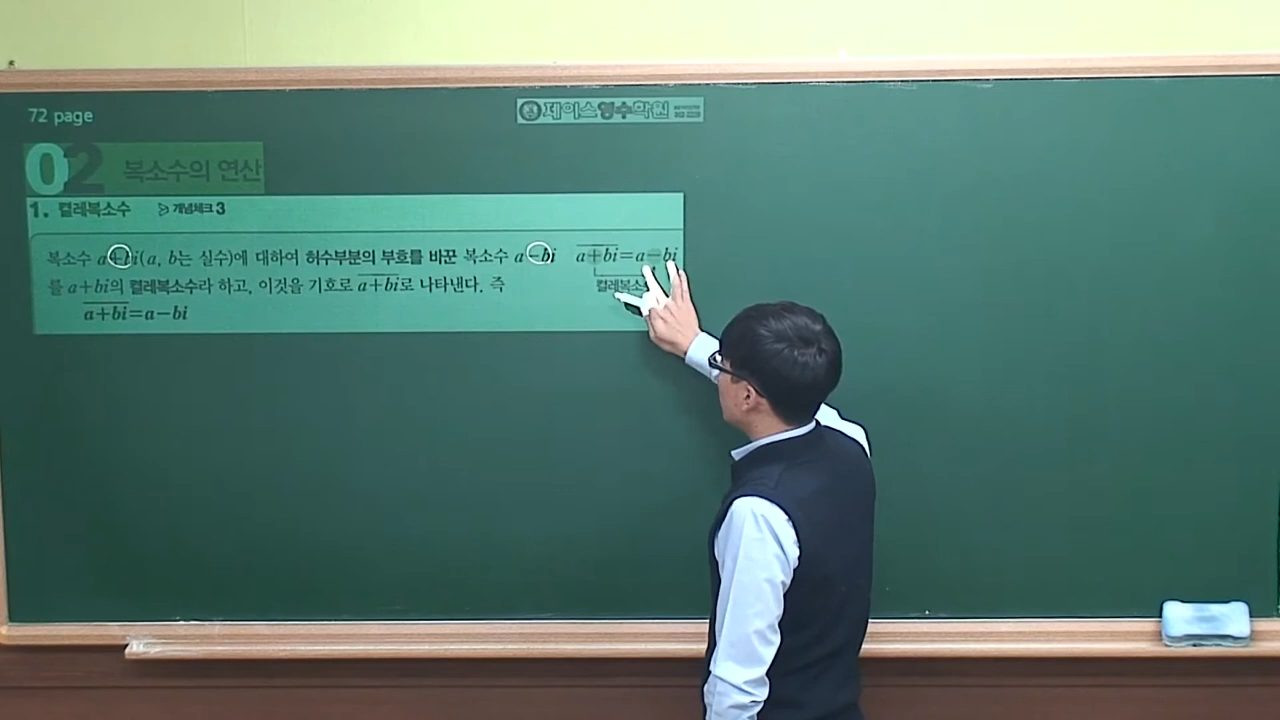 72 page
제이스영수학원
02 복소수의 연산
1. 켤레복소수 개념체크 3
복소수 a+bi(a, b는 실수)에 대하여 허수부분의 부호를 바꾼 복소수 a-bi
를 a+bi의 켤레복소수라 하고, 이것을 기호로 \overline{a+bi}로 나타낸다. 즉
\overline{a+bi}=a-bi
\overline{a+bi}=a-bi
켤레복소